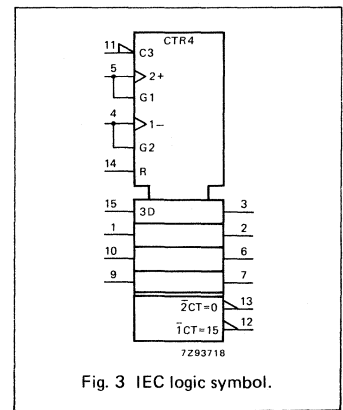 CTR4
11 C3
5 2+
G1
4 1−
G2
14 R
15 3D 3
1 2
10 6
9 7
2̅CT=0 13
1̅CT=15 12
7Z93718
Fig. 3 IEC logic symbol.